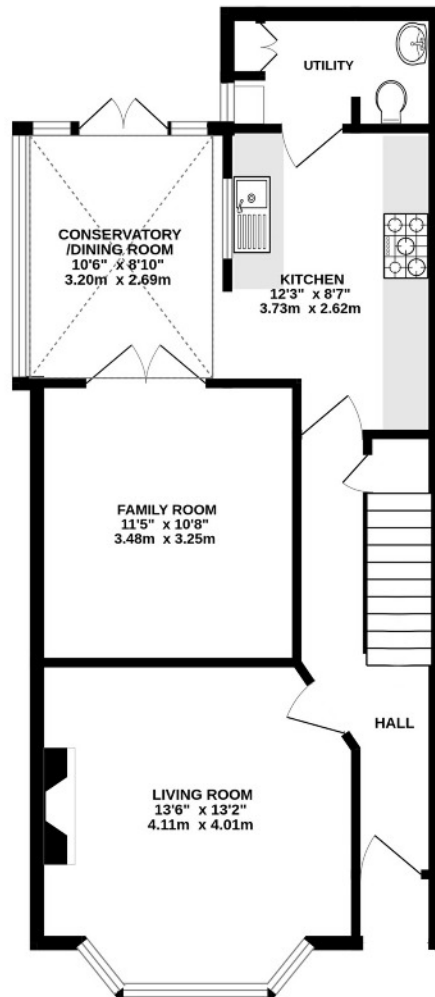 UTILITY
CONSERVATORY
/DINING ROOM
10'6" x 8'10"
3.20m x 2.69m
KITCHEN
12'3" x 8'7"
3.73m x 2.62m
FAMILY ROOM
11'5" x 10'8"
3.48m x 3.25m
HALL
LIVING ROOM
13'6" x 13'2"
4.11m x 4.01m